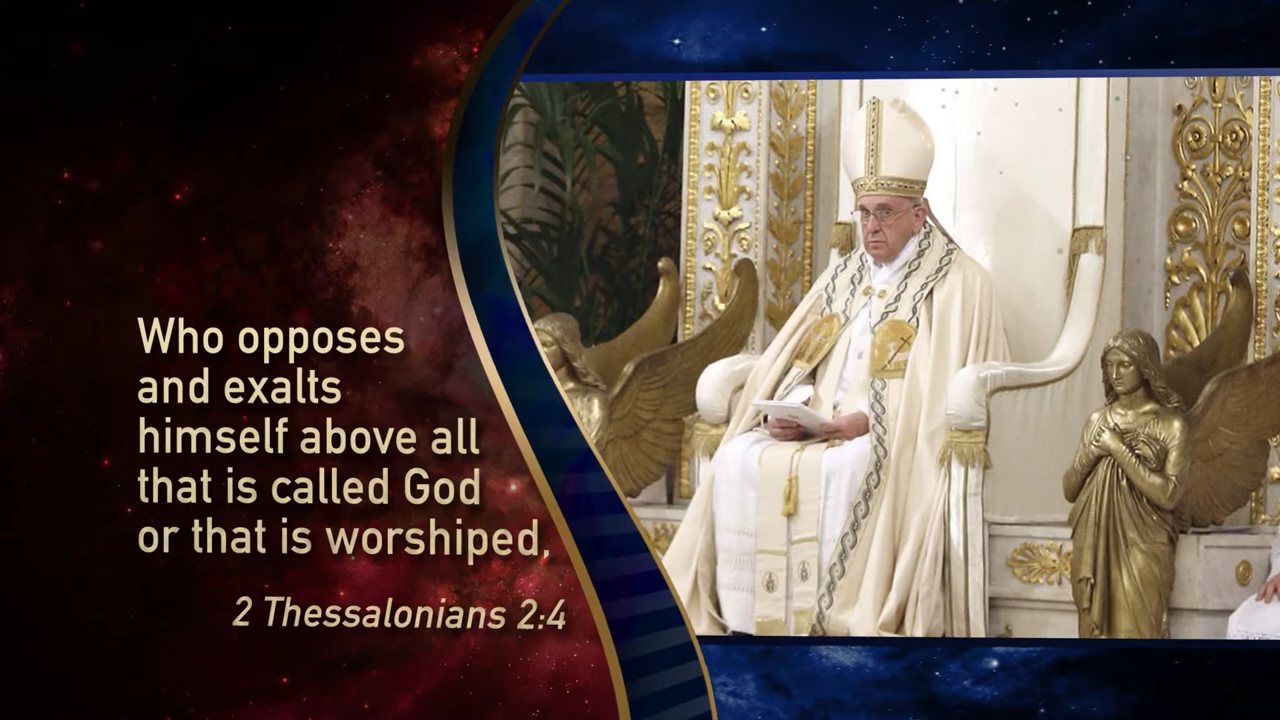 Who opposes
and exalts
himself above all
that is called God
or that is worshiped,
2 Thessalonians 2:4